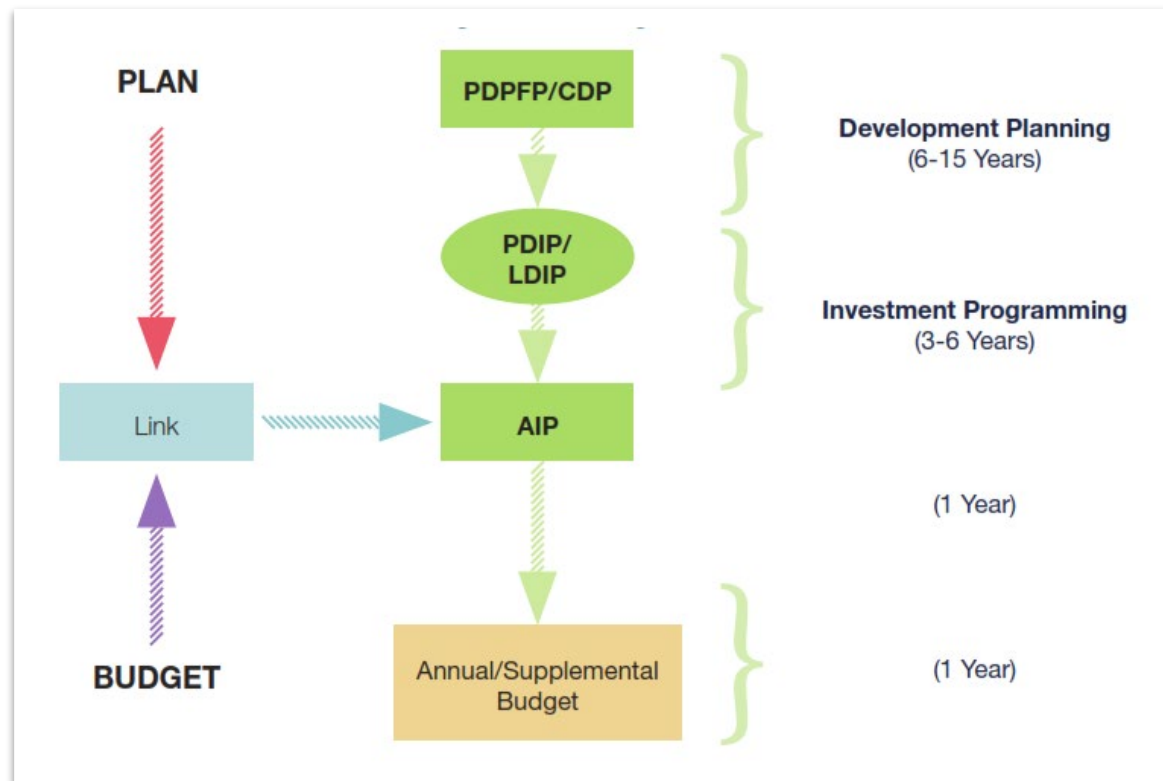 PLAN
PDPFP/CDP
Development Planning
(6-15 Years)
PDIP/
LDIP
Investment Programming
(3-6 Years)
Link
AIP
(1 Year)
BUDGET
Annual/Supplemental
Budget
(1 Year)